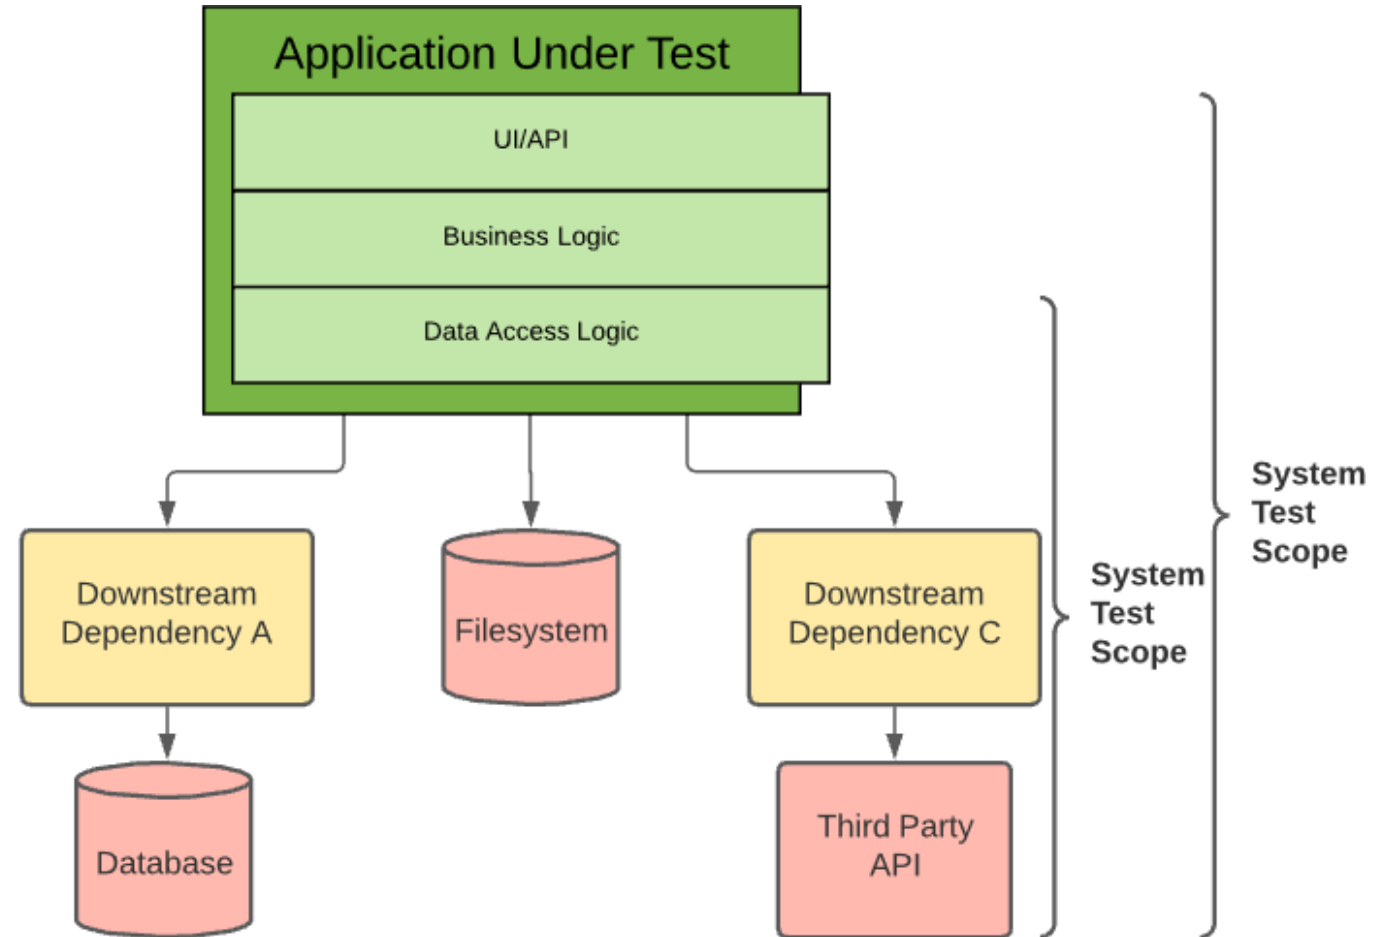 Application Under Test
UI/API
Business Logic
Data Access Logic
Downstream
Dependency A
Filesystem
Downstream
Dependency C
Database
Third Party
API
System
Test
Scope
System
Test
Scope